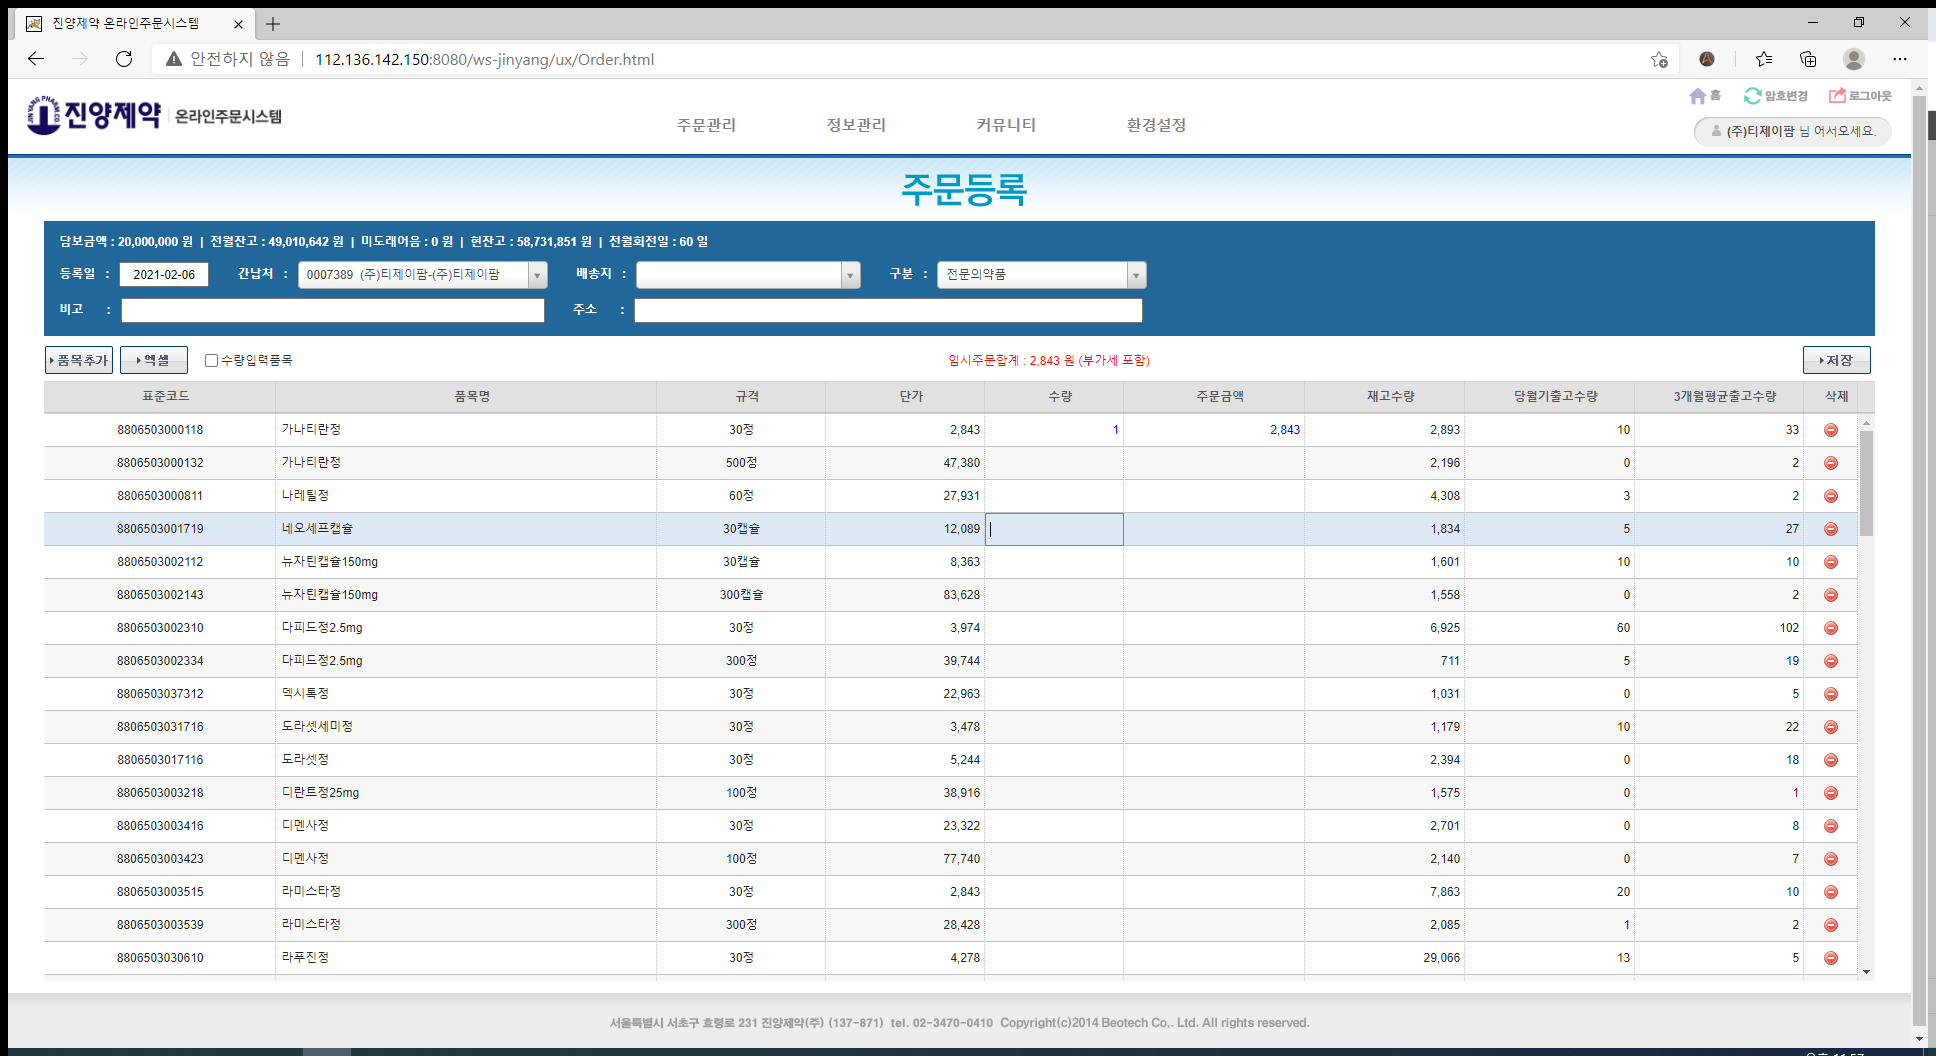 진양제약 온라인주문시스템
안전하지 않음 | 112.136.142.150:8080/ws-jinyang/ux/Order.html
홈 암호변경 로그아웃
진양제약 온라인주문시스템
주문관리 정보관리 커뮤니티 환경설정
(주)티제이팜 님 어서오세요.
주문등록
담보금액 : 20,000,000 원 | 전월잔고 : 49,010,642 원 | 미도래어음 : 0 원 | 현잔고 : 58,731,851 원 | 전월회전일 : 60 일
등록일 : 2021-02-06 간납처 : 0007389 (주)티제이팜-(주)티제이팜 배송지 : 구분 : 전문의약품
비고 : 주소 :
품목추가 엑셀 수량입력품목 임시주문합계 : 2,843 원 (부가세 포함) 저장
표준코드 품목명 규격 단가 수량 주문금액 재고수량 당월기출고수량 3개월평균출고수량 삭제
8806503000118 가나티란정 30정 2,843 1 2,843 2,893 10 33
8806503000132 가나티란정 500정 47,380 2,196 0 2
8806503000811 나레틸정 60정 27,931 4,308 3 2
8806503001719 네오세프캡슐 30캡슐 12,089 1,834 5 27
8806503002112 뉴자틴캡슐150mg 30캡슐 8,363 1,601 10 10
8806503002143 뉴자틴캡슐150mg 300캡슐 83,628 1,558 0 2
8806503002310 다피드정2.5mg 30정 3,974 6,925 60 102
8806503002334 다피드정2.5mg 300정 39,744 711 5 19
8806503037312 덱시톡정 30정 22,963 1,031 0 5
8806503031716 도라셋세미정 30정 3,478 1,179 10 22
8806503017116 도라셋정 30정 5,244 2,394 0 18
8806503003218 디란트정25mg 100정 38,916 1,575 0 1
8806503003416 디멘사정 30정 23,322 2,701 0 8
8806503003423 디멘사정 100정 77,740 2,140 0 7
8806503003515 라미스타정 30정 2,843 7,863 20 10
8806503003539 라미스타정 300정 28,428 2,085 1 2
8806503030610 라푸진정 30정 4,278 29,066 13 5
서울특별시 서초구 효령로 231 진양제약(주) (137-871) tel. 02-3470-0410 Copyright(c)2014 Beotech Co,. Ltd. All rights reserved.